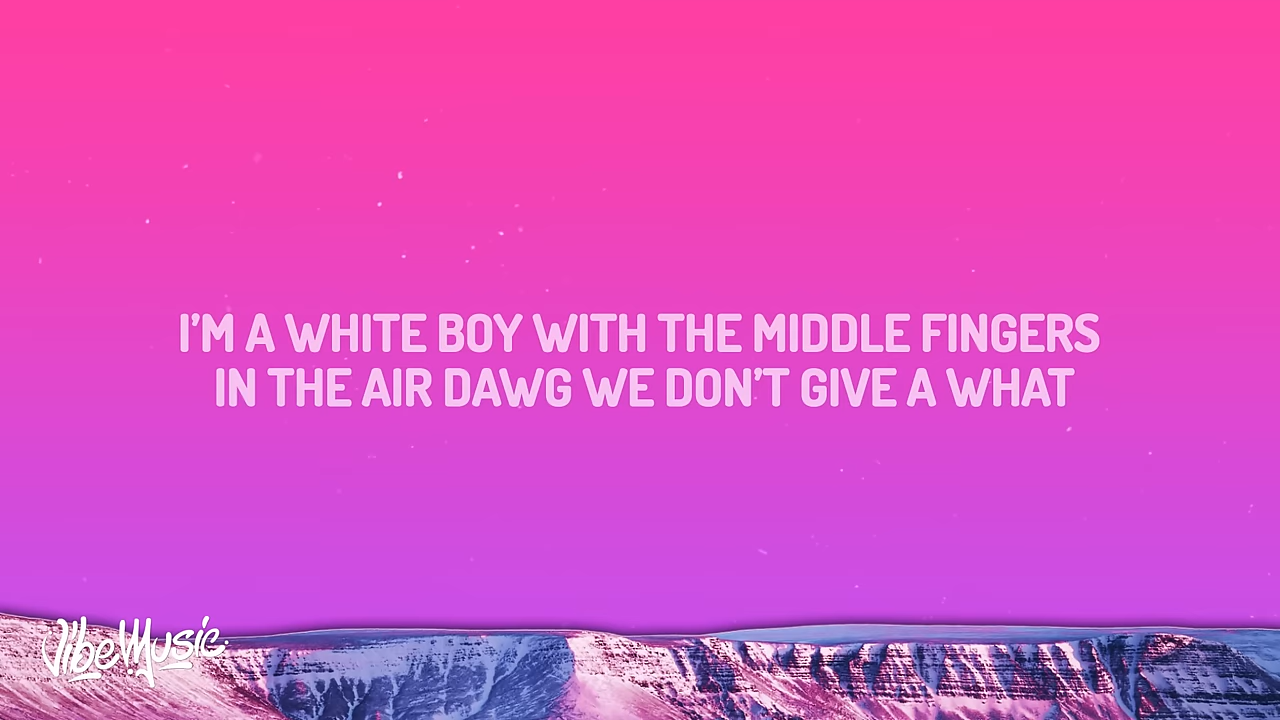 I'M A WHITE BOY WITH THE MIDDLE FINGERS
IN THE AIR DAWG WE DON'T GIVE A WHAT
VibeMusic.